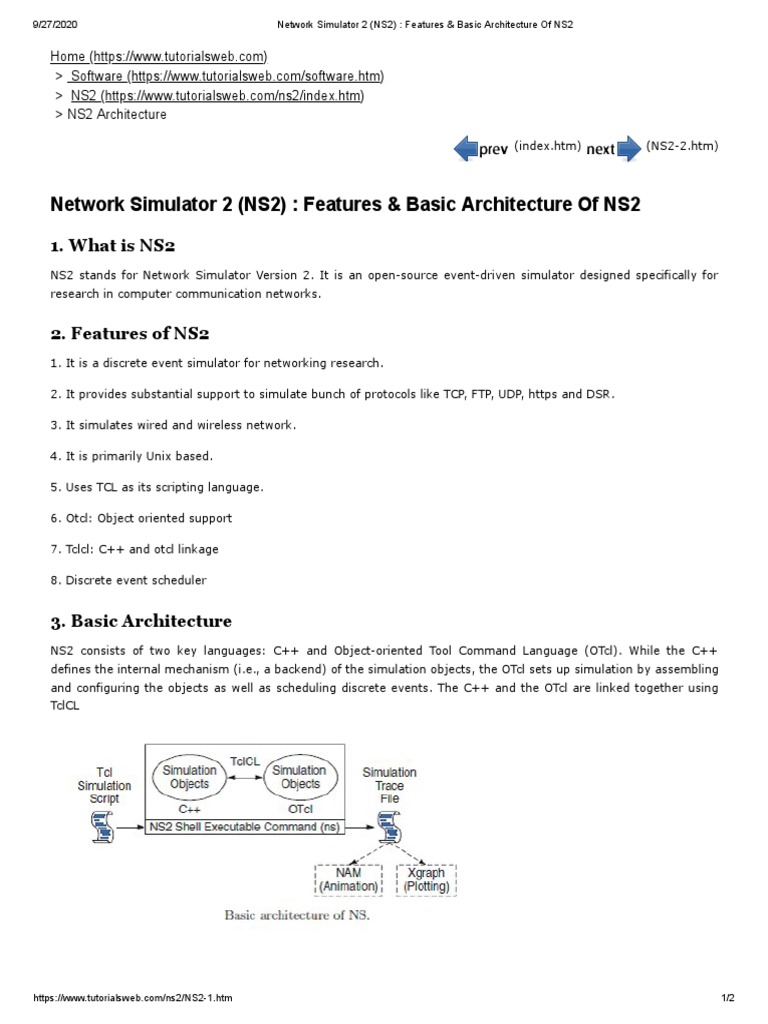 9/27/2020 Network Simulator 2 (NS2) : Features & Basic Architecture Of NS2
Home (https://www.tutorialsweb.com)
> Software (https://www.tutorialsweb.com/software.htm)
> NS2 (https://www.tutorialsweb.com/ns2/index.htm)
> NS2 Architecture
prev (index.htm) next (NS2-2.htm)
Network Simulator 2 (NS2) : Features & Basic Architecture Of NS2
1. What is NS2
NS2 stands for Network Simulator Version 2. It is an open-source event-driven simulator designed specifically for
research in computer communication networks.
2. Features of NS2
1. It is a discrete event simulator for networking research.
2. It provides substantial support to simulate bunch of protocols like TCP, FTP, UDP, https and DSR.
3. It simulates wired and wireless network.
4. It is primarily Unix based.
5. Uses TCL as its scripting language.
6. Otcl: Object oriented support
7. Tclcl: C++ and otcl linkage
8. Discrete event scheduler
3. Basic Architecture
NS2 consists of two key languages: C++ and Object-oriented Tool Command Language (OTcl). While the C++
defines the internal mechanism (i.e., a backend) of the simulation objects, the OTcl sets up simulation by assembling
and configuring the objects as well as scheduling discrete events. The C++ and the OTcl are linked together using
TclCL
Tcl
Simulation
Script
Simulation
Objects
C++
TclCL
Simulation
Objects
OTcl
NS2 Shell Executable Command (ns)
Simulation
Trace
File
NAM
(Animation)
Xgraph
(Plotting)
Basic architecture of NS.
https://www.tutorialsweb.com/ns2/NS2-1.htm 1/2